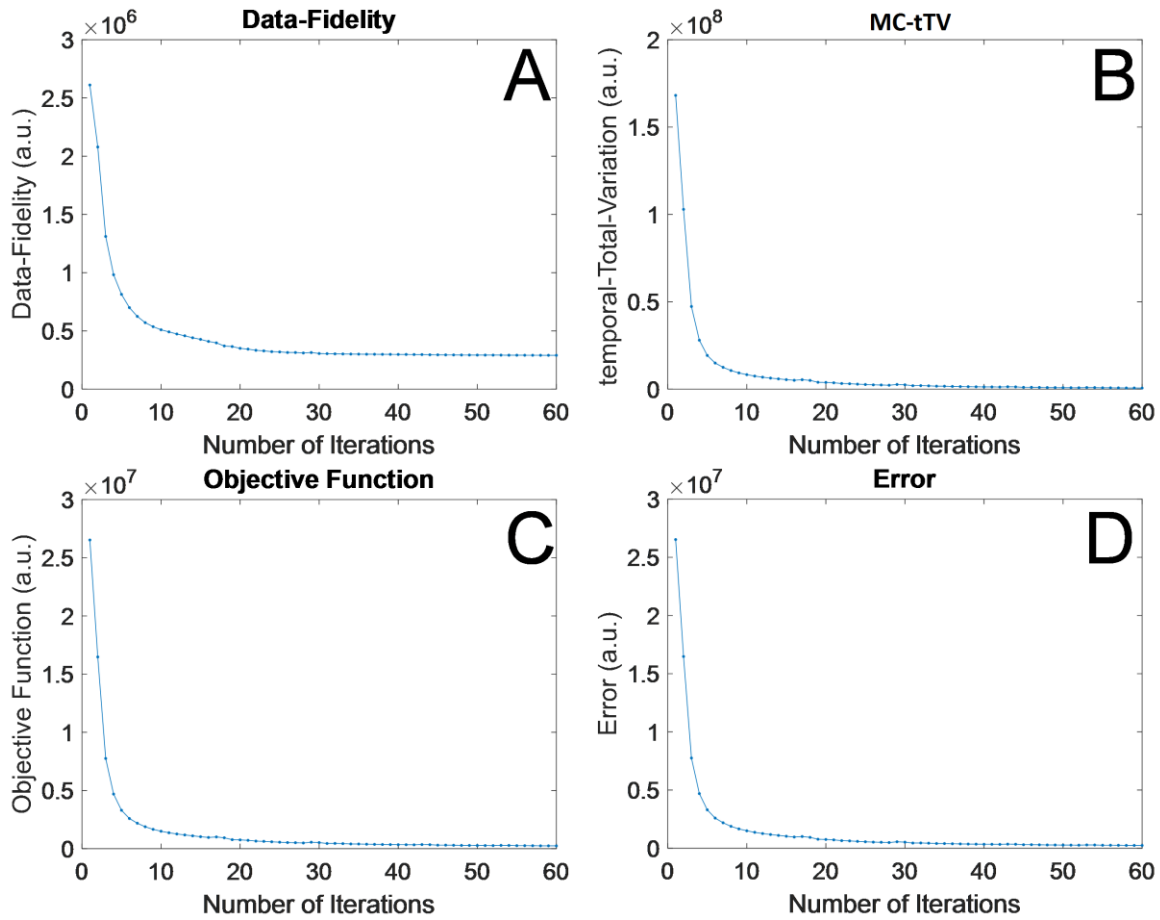 Data-Fidelity
×10^6
A
3
2.5
2
1.5
1
0.5
0
Data-Fidelity (a.u.)
0 10 20 30 40 50 60
Number of Iterations
MC-tTV
×10^8
B
2
1.5
1
0.5
0
temporal-Total-Variation (a.u.)
0 10 20 30 40 50 60
Number of Iterations
Objective Function
×10^7
C
3
2.5
2
1.5
1
0.5
0
Objective Function (a.u.)
0 10 20 30 40 50 60
Number of Iterations
Error
×10^7
D
3
2.5
2
1.5
1
0.5
0
Error (a.u.)
0 10 20 30 40 50 60
Number of Iterations